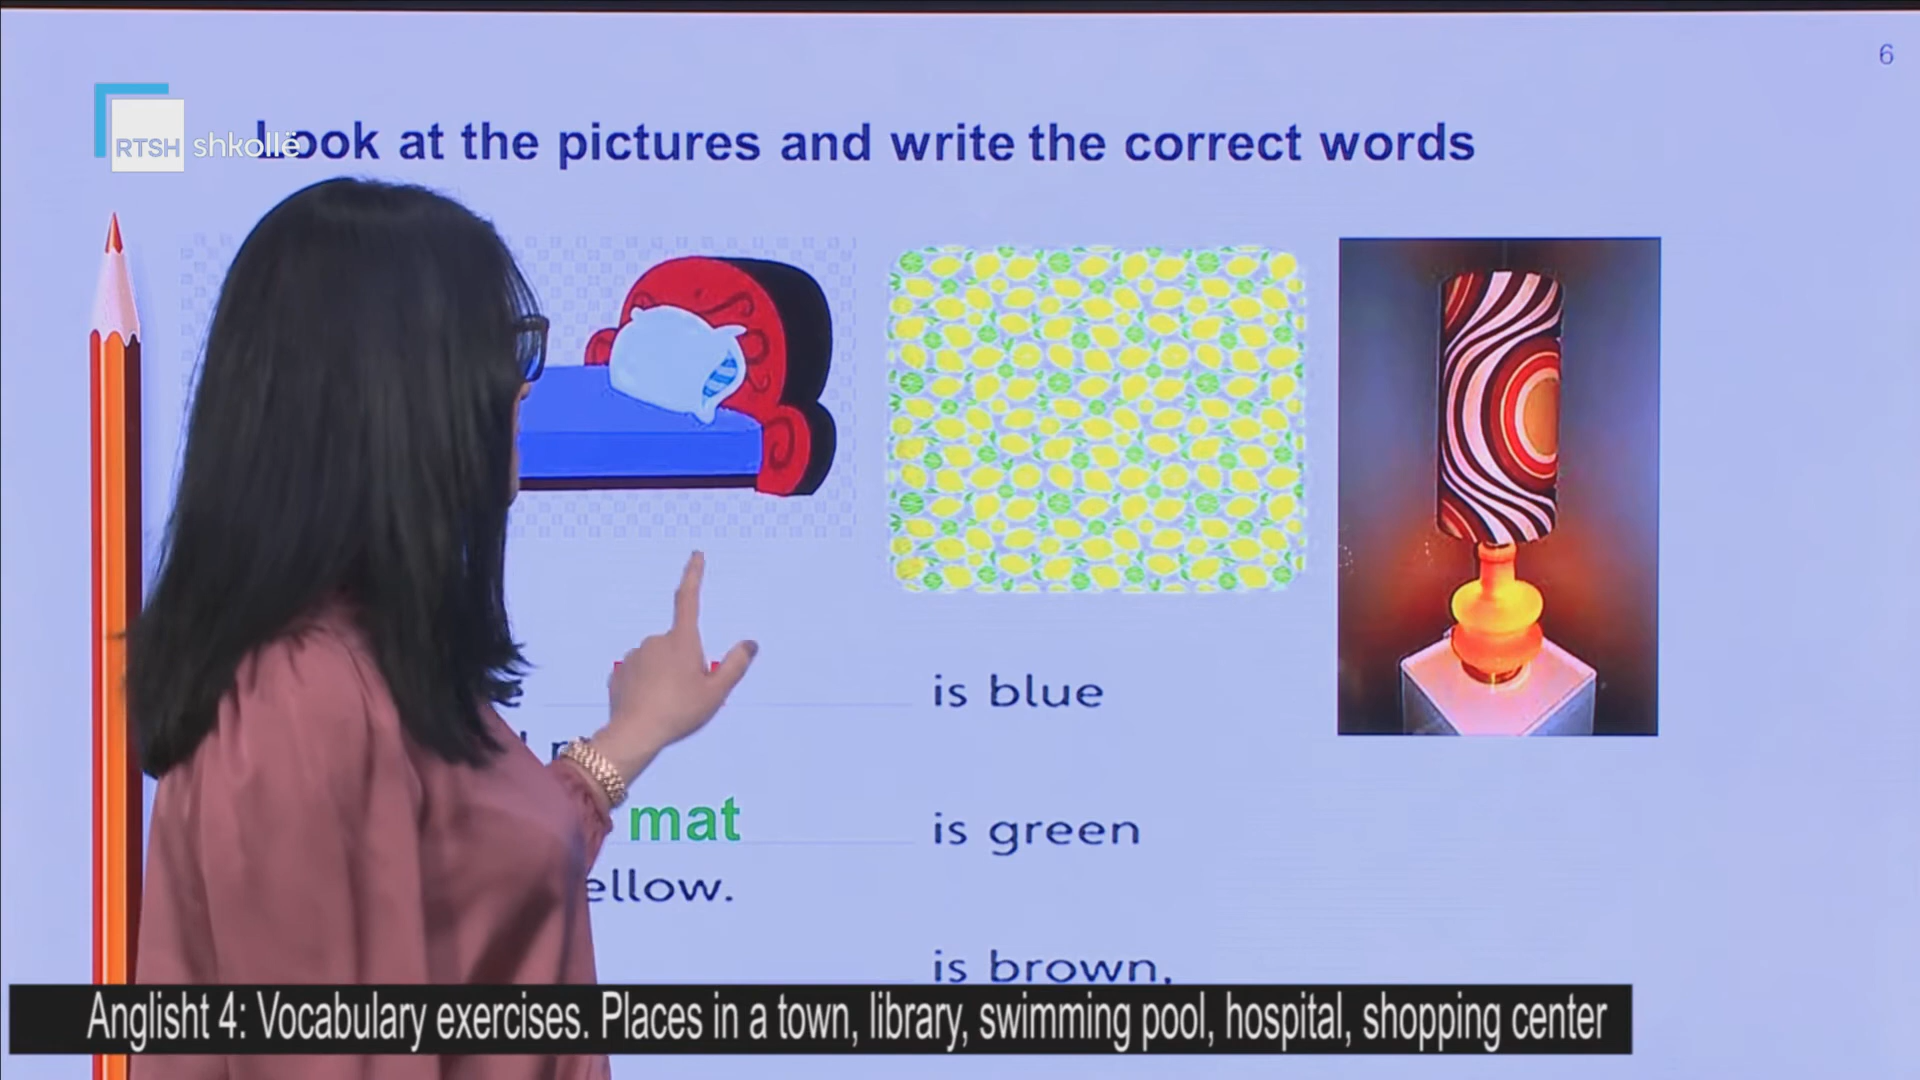 6
RTSH shkollë
Look at the pictures and write the correct words
is blue
mat is green
ellow.
is brown,
Anglisht 4: Vocabulary exercises. Places in a town, library, swimming pool, hospital, shopping center